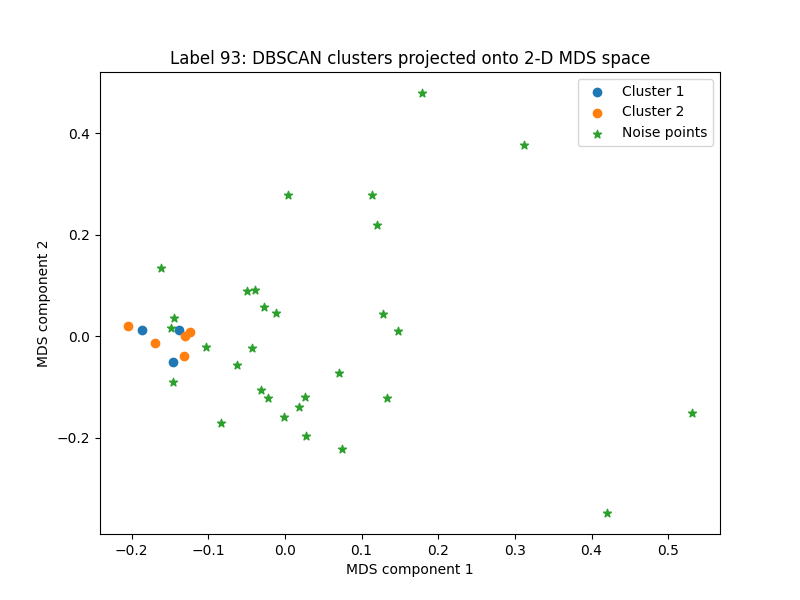 Label 93: DBSCAN clusters projected onto 2-D MDS space
Cluster 1
Cluster 2
Noise points
MDS component 2
0.4
0.2
0.0
−0.2
−0.2 −0.1 0.0 0.1 0.2 0.3 0.4 0.5
MDS component 1